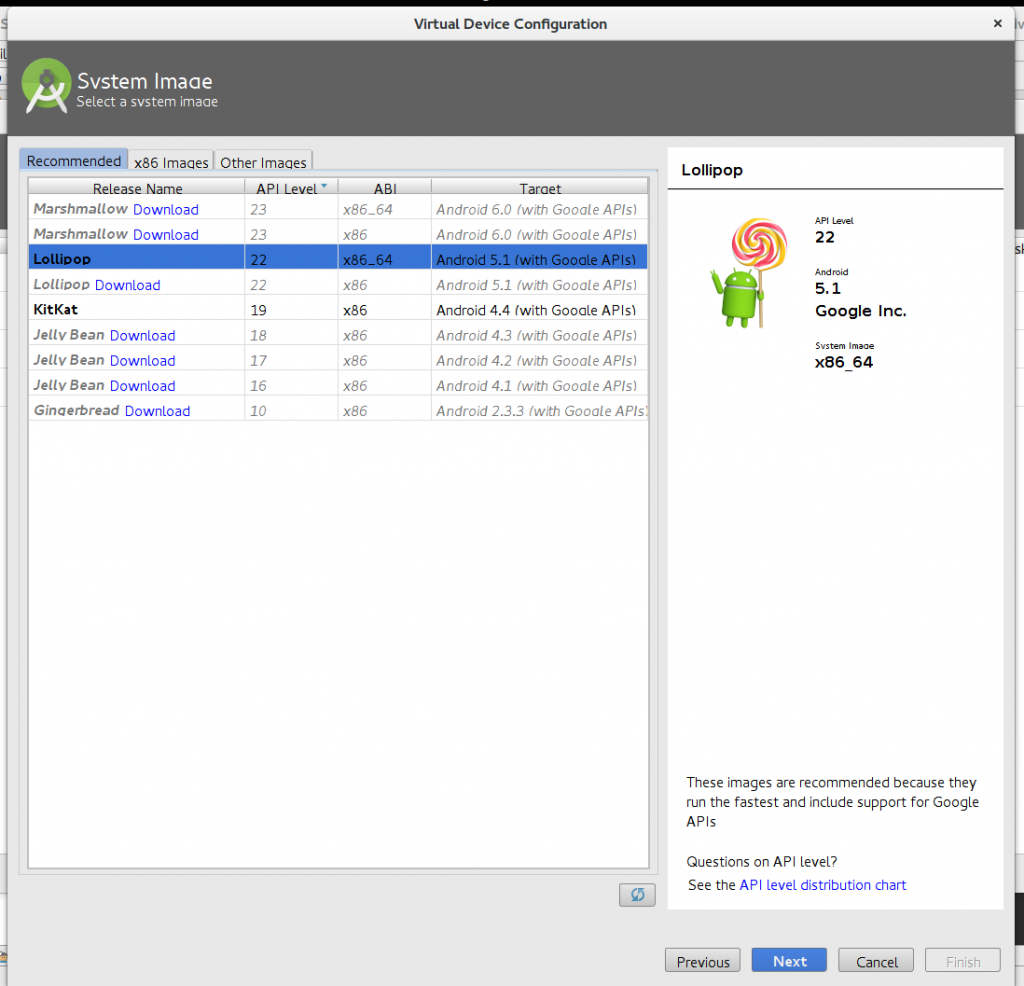 Virtual Device Configuration
System Image
Select a system image
Recommended x86 Images Other Images
Release Name API Level ABI Target
Marshmallow Download 23 x86_64 Android 6.0 (with Google APIs)
Marshmallow Download 23 x86 Android 6.0 (with Google APIs)
Lollipop 22 x86_64 Android 5.1 (with Google APIs)
Lollipop Download 22 x86 Android 5.1 (with Google APIs)
KitKat 19 x86 Android 4.4 (with Google APIs)
Jelly Bean Download 18 x86 Android 4.3 (with Google APIs)
Jelly Bean Download 17 x86 Android 4.2 (with Google APIs)
Jelly Bean Download 16 x86 Android 4.1 (with Google APIs)
Gingerbread Download 10 x86 Android 2.3.3 (with Google APIs)
Lollipop
API Level
22
Android
5.1
Google Inc.
System Image
x86_64
These images are recommended because they
run the fastest and include support for Google
APIs
Questions on API level?
See the API level distribution chart
Previous Next Cancel Finish